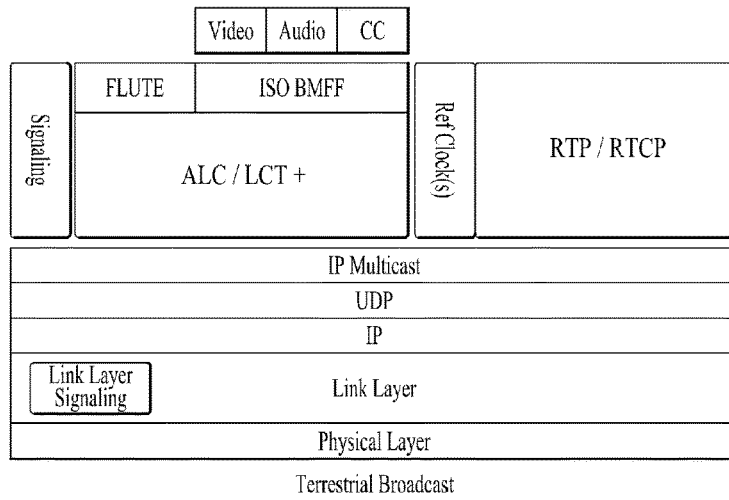 Video Audio CC
Signaling
FLUTE
ISO BMFF
ALC / LCT +
Ref Clock(s)
RTP / RTCP
IP Multicast
UDP
IP
Link Layer
Signaling
Link Layer
Physical Layer
Terrestrial Broadcast